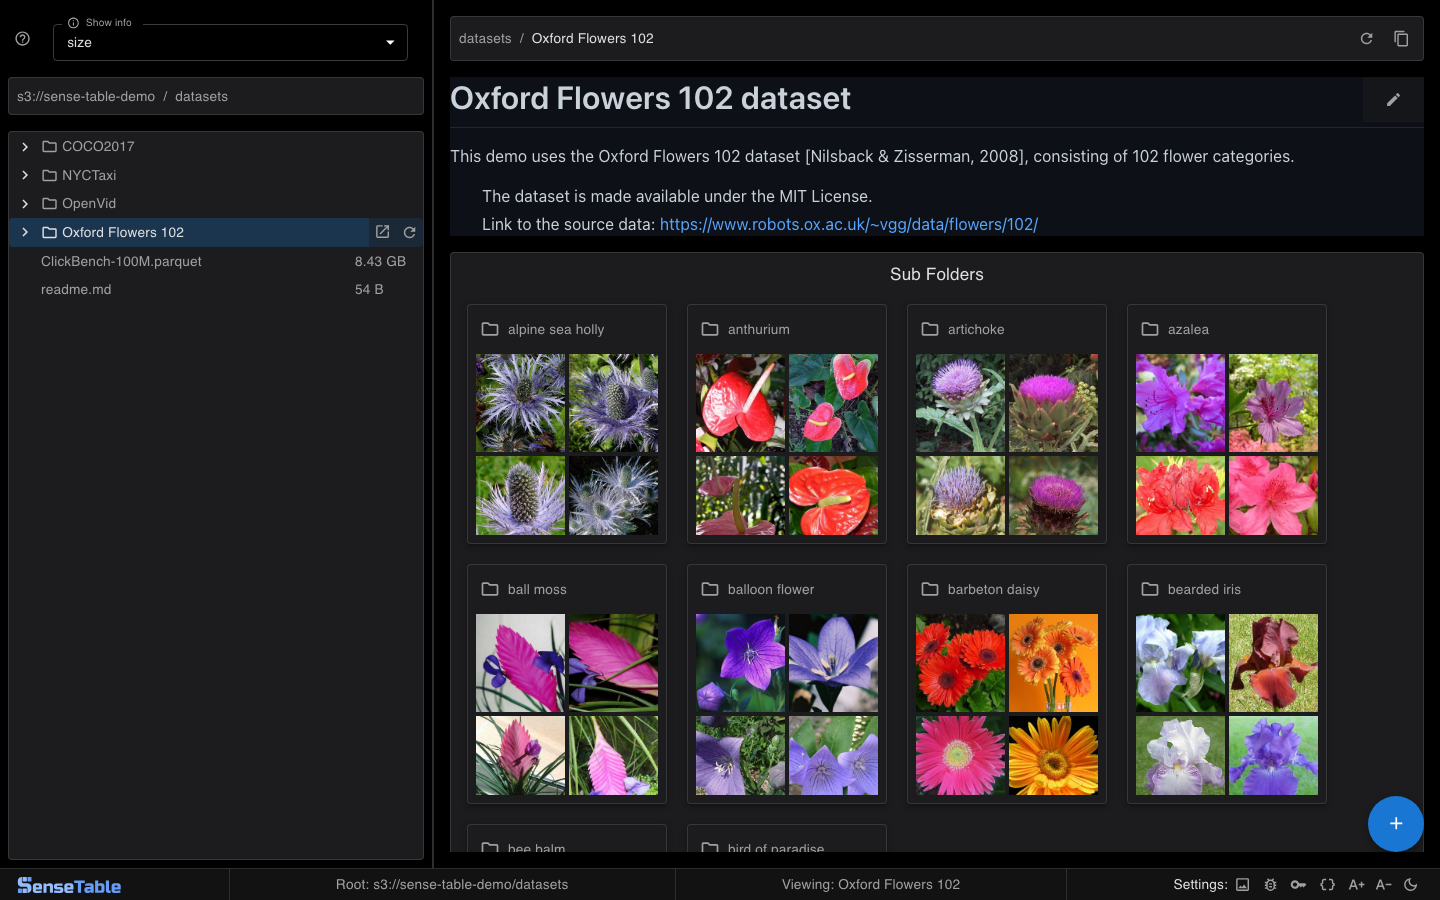 Show info
size
s3://sense-table-demo / datasets
COCO2017
NYCTaxi
OpenVid
Oxford Flowers 102
ClickBench-100M.parquet 8.43 GB
readme.md 54 B
datasets / Oxford Flowers 102
Oxford Flowers 102 dataset
This demo uses the Oxford Flowers 102 dataset [Nilsback & Zisserman, 2008], consisting of 102 flower categories.
The dataset is made available under the MIT License.
Link to the source data: https://www.robots.ox.ac.uk/~vgg/data/flowers/102/
Sub Folders
alpine sea holly
anthurium
artichoke
azalea
ball moss
balloon flower
barbeton daisy
bearded iris
bee balm
bird of paradise
SenseTable
Root: s3://sense-table-demo/datasets
Viewing: Oxford Flowers 102
Settings: A+ A-